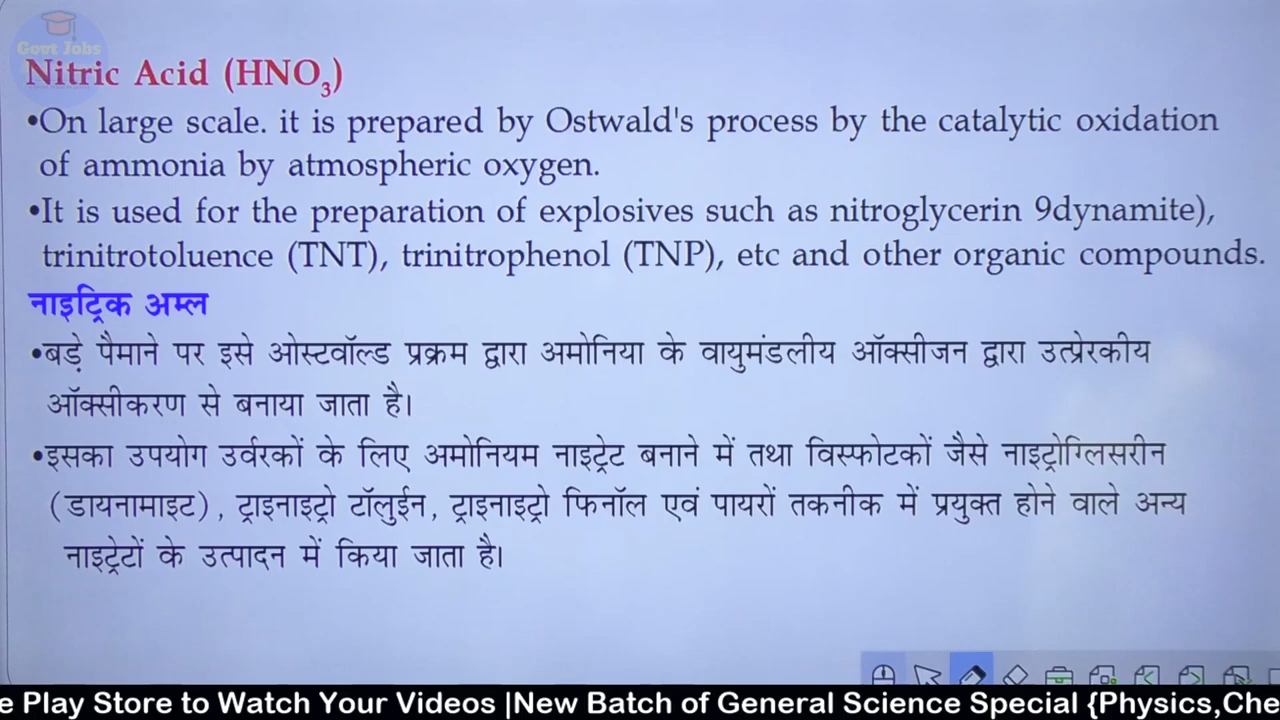 Govt Jobs
Nitric Acid (HNO₃)
•On large scale. it is prepared by Ostwald's process by the catalytic oxidation
of ammonia by atmospheric oxygen.
•It is used for the preparation of explosives such as nitroglycerin 9dynamite),
trinitrotoluence (TNT), trinitrophenol (TNP), etc and other organic compounds.
नाइट्रिक अम्ल
•बड़े पैमाने पर इसे ओस्टवॉल्ड प्रक्रम द्वारा अमोनिया के वायुमंडलीय ऑक्सीजन द्वारा उत्प्रेरकीय
ऑक्सीकरण से बनाया जाता है।
•इसका उपयोग उर्वरकों के लिए अमोनियम नाइट्रेट बनाने में तथा विस्फोटकों जैसे नाइट्रोग्लिसरीन
(डायनामाइट), ट्राइनाइट्रो टॉलुईन, ट्राइनाइट्रो फिनॉल एवं पायरों तकनीक में प्रयुक्त होने वाले अन्य
नाइट्रेटों के उत्पादन में किया जाता है।
e Play Store to Watch Your Videos |New Batch of General Science Special {Physics,Che